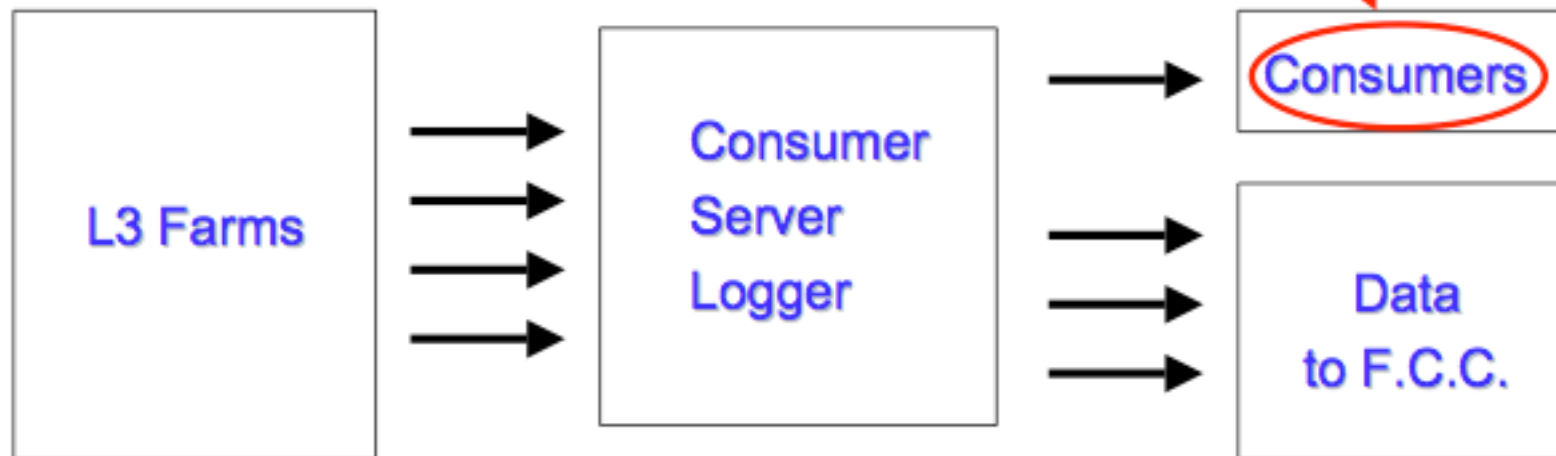 L3 Farms
Consumer
Server
Logger
Consumers
Data
to F.C.C.